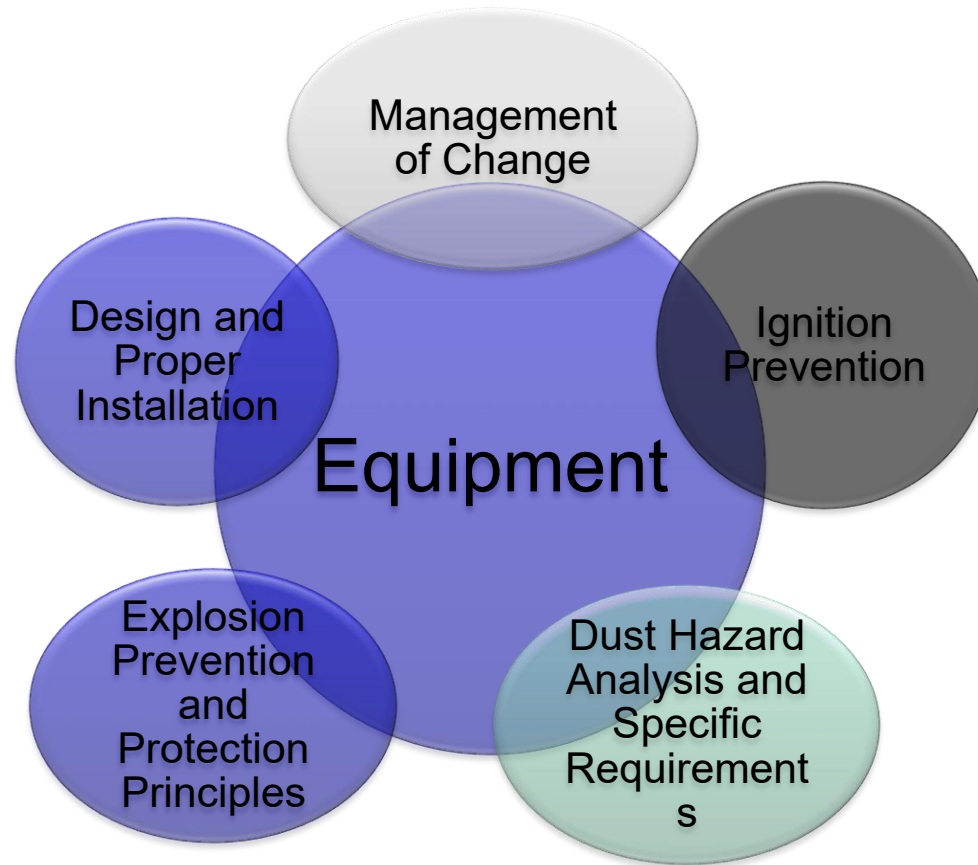 Management
of Change
Design and
Proper
Installation
Ignition
Prevention
Equipment
Explosion
Prevention
and
Protection
Principles
Dust Hazard
Analysis and
Specific
Requirement
s